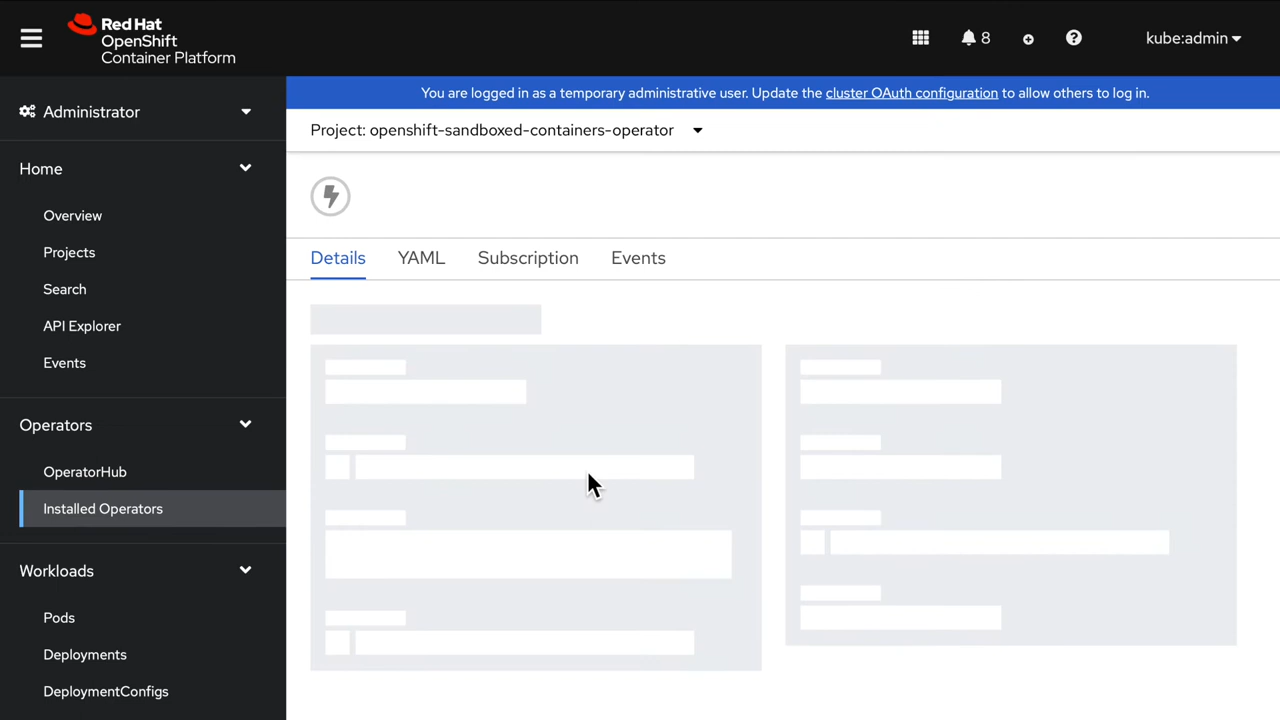 Red Hat
OpenShift
Container Platform
8
kube:admin
Administrator
Home
Overview
Projects
Search
API Explorer
Events
Operators
OperatorHub
Installed Operators
Workloads
Pods
Deployments
DeploymentConfigs
You are logged in as a temporary administrative user. Update the cluster OAuth configuration to allow others to log in.
Project: openshift-sandboxed-containers-operator
Details YAML Subscription Events